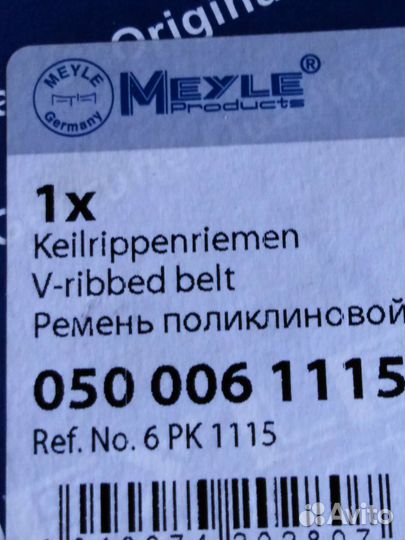 Original
MEYLE
Germany
MEYLE®
Products
1x
Keilrippenriemen
V-ribbed belt
Ремень поликлиновой
050 006 1115
Ref. No. 6 PK 1115
Avito